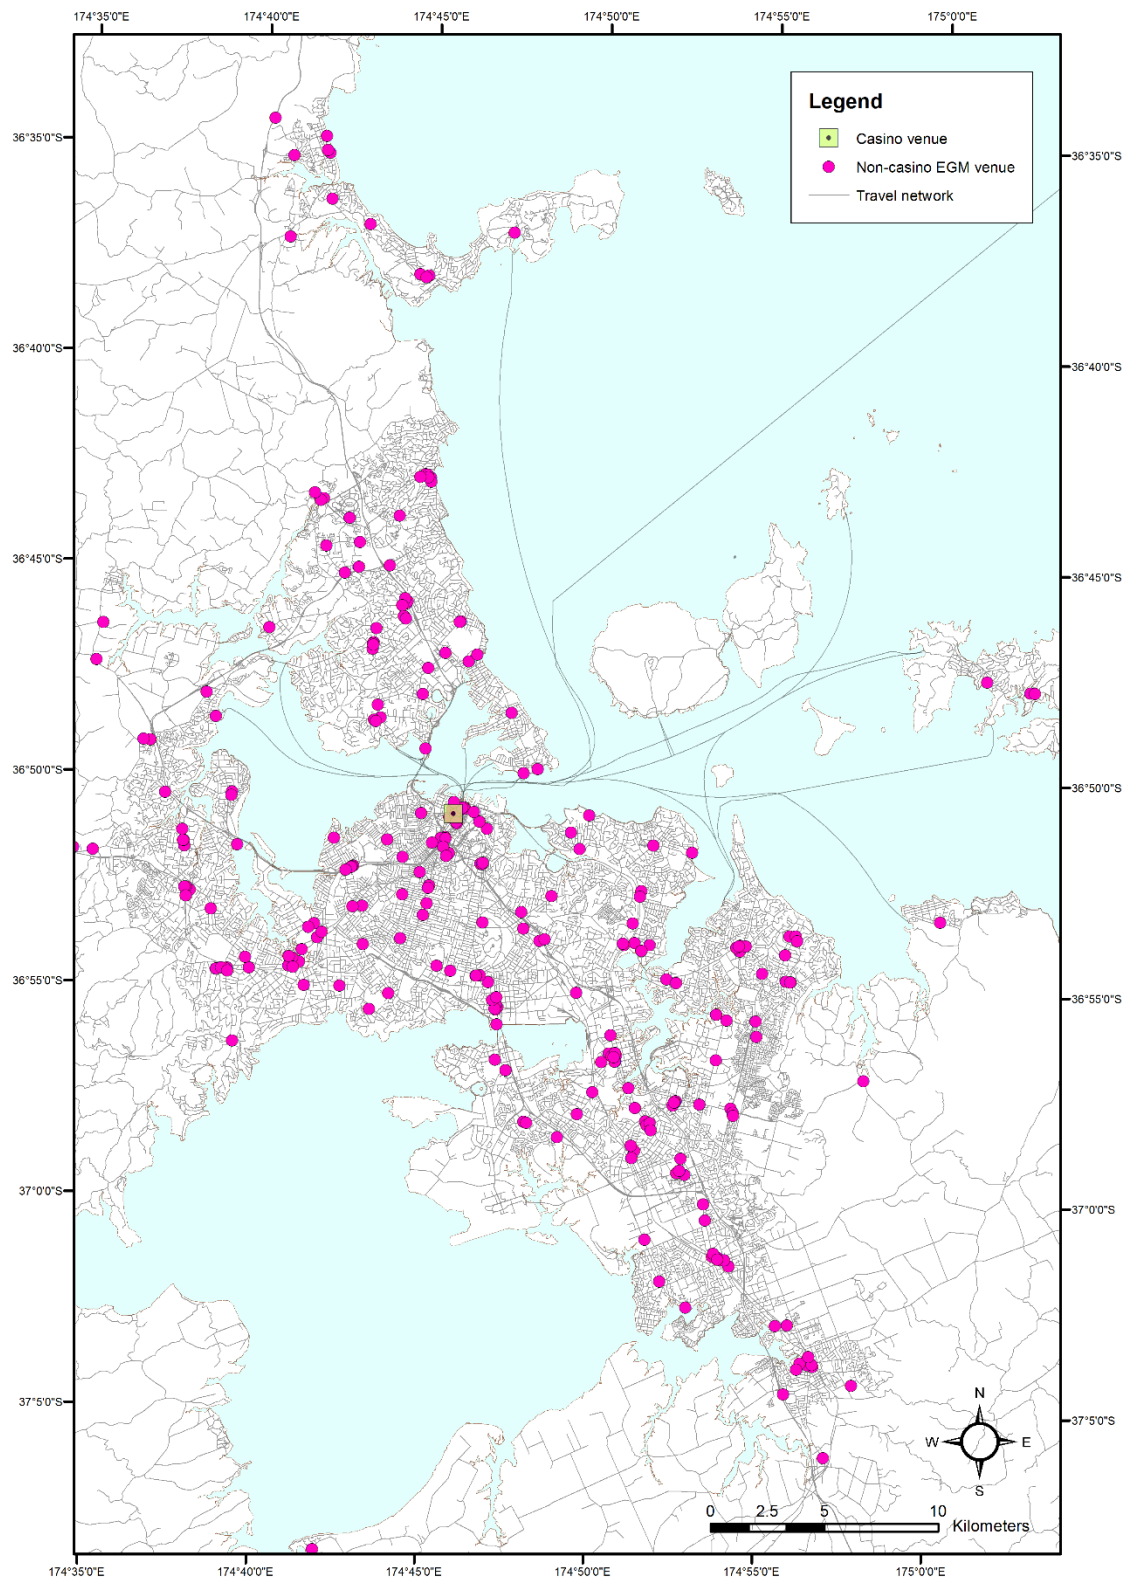 174°35'0"E 174°40'0"E 174°45'0"E 174°50'0"E 174°55'0"E 175°0'0"E
Legend
Casino venue
Non-casino EGM venue
Travel network
36°35'0"S 36°35'0"S
36°40'0"S 36°40'0"S
36°45'0"S 36°45'0"S
36°50'0"S 36°50'0"S
36°55'0"S 36°55'0"S
37°0'0"S 37°0'0"S
37°5'0"S 37°5'0"S
N
W E
S
0 2.5 5 10
Kilometers
174°35'0"E 174°40'0"E 174°45'0"E 174°50'0"E 174°55'0"E 175°0'0"E